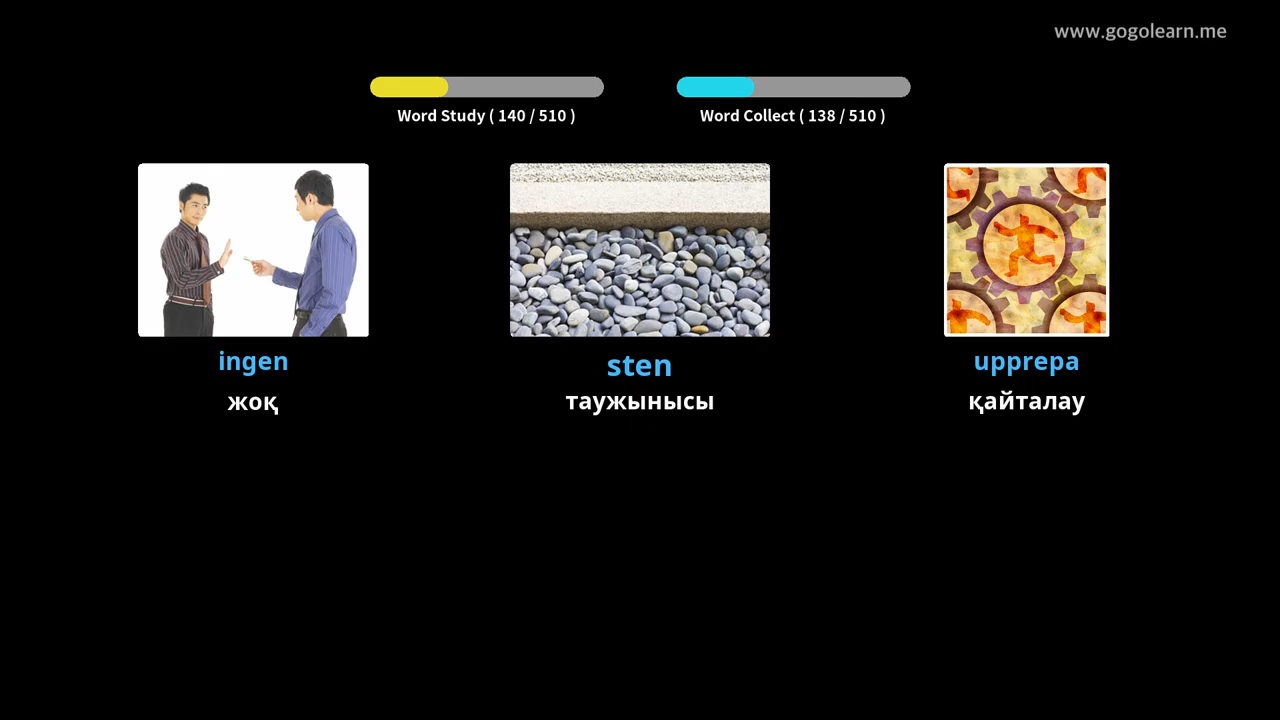 www.gogolearn.me
Word Study ( 140 / 510 )
Word Collect ( 138 / 510 )
ingen
sten
upprepa
жоқ
таужынысы
қайталау